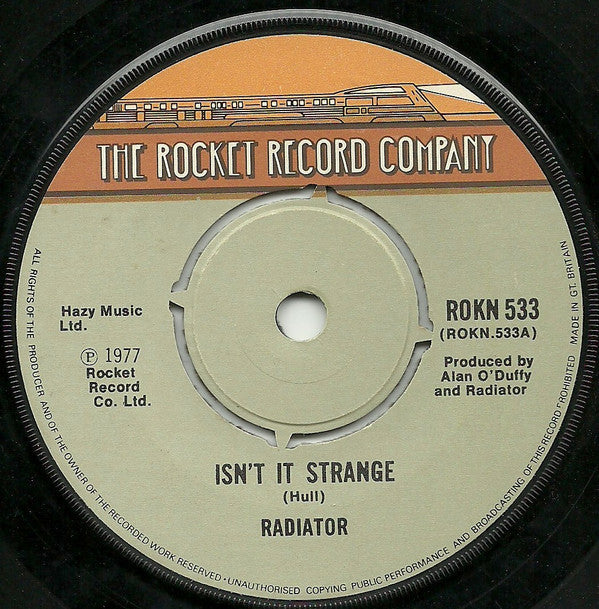 THE ROCKET RECORD COMPANY
Hazy Music
Ltd.
℗ 1977
Rocket
Record
Co. Ltd.
ROKN 533
(ROKN.533A)
Produced by
Alan O'Duffy
and Radiator
ISN'T IT STRANGE
(Hull)
RADIATOR
ALL RIGHTS OF THE PRODUCER AND OF THE OWNER OF THE RECORDED WORK RESERVED • UNAUTHORISED COPYING PUBLIC PERFORMANCE AND BROADCASTING OF THIS RECORD PROHIBITED MADE IN GT. BRITAIN